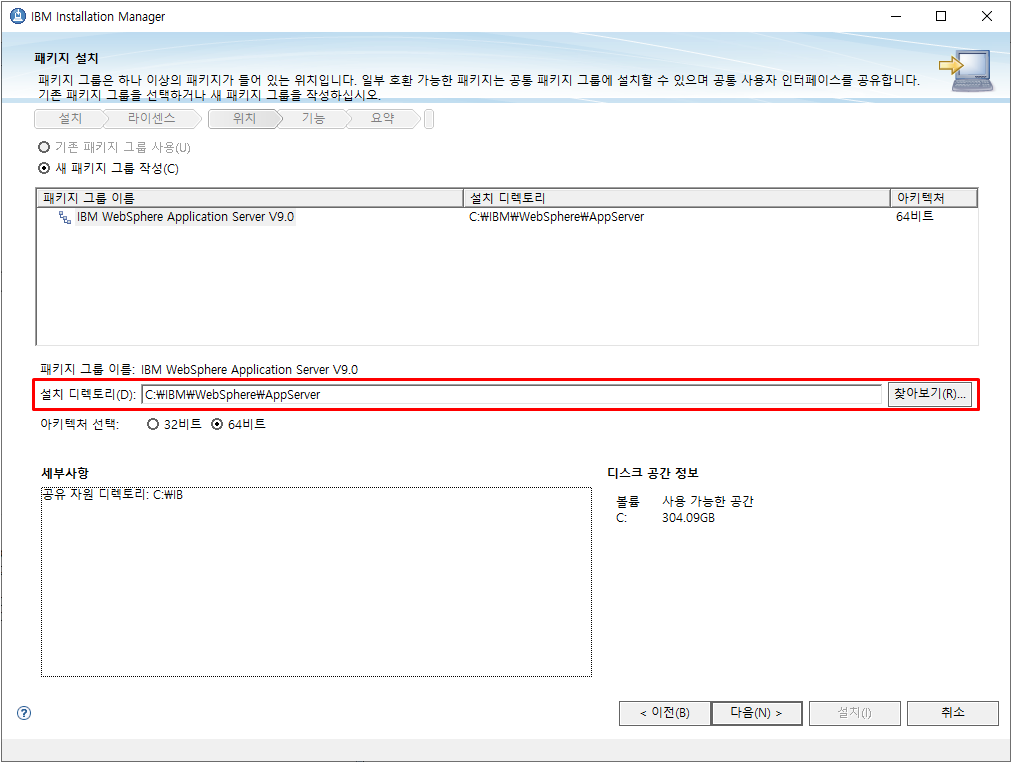 IBM Installation Manager
패키지 설치
패키지 그룹은 하나 이상의 패키지가 들어 있는 위치입니다. 일부 호환 가능한 패키지는 공통 패키지 그룹에 설치할 수 있으며 공통 사용자 인터페이스를 공유합니다.
기존 패키지 그룹을 선택하거나 새 패키지 그룹을 작성하십시오.
설치 라이센스 위치 기능 요약
기존 패키지 그룹 사용(U)
새 패키지 그룹 작성(C)
패키지 그룹 이름 설치 디렉토리 아키텍처
IBM WebSphere Application Server V9.0 C:₩IBM₩WebSphere₩AppServer 64비트
패키지 그룹 이름: IBM WebSphere Application Server V9.0
설치 디렉토리(D): C:₩IBM₩WebSphere₩AppServer 찾아보기(R)...
아키텍처 선택: 32비트 64비트
세부사항 디스크 공간 정보
공유 자원 디렉토리: C:₩IB
볼륨 사용 가능한 공간
C: 304.09GB
? < 이전(B) 다음(N) > 설치(I) 취소